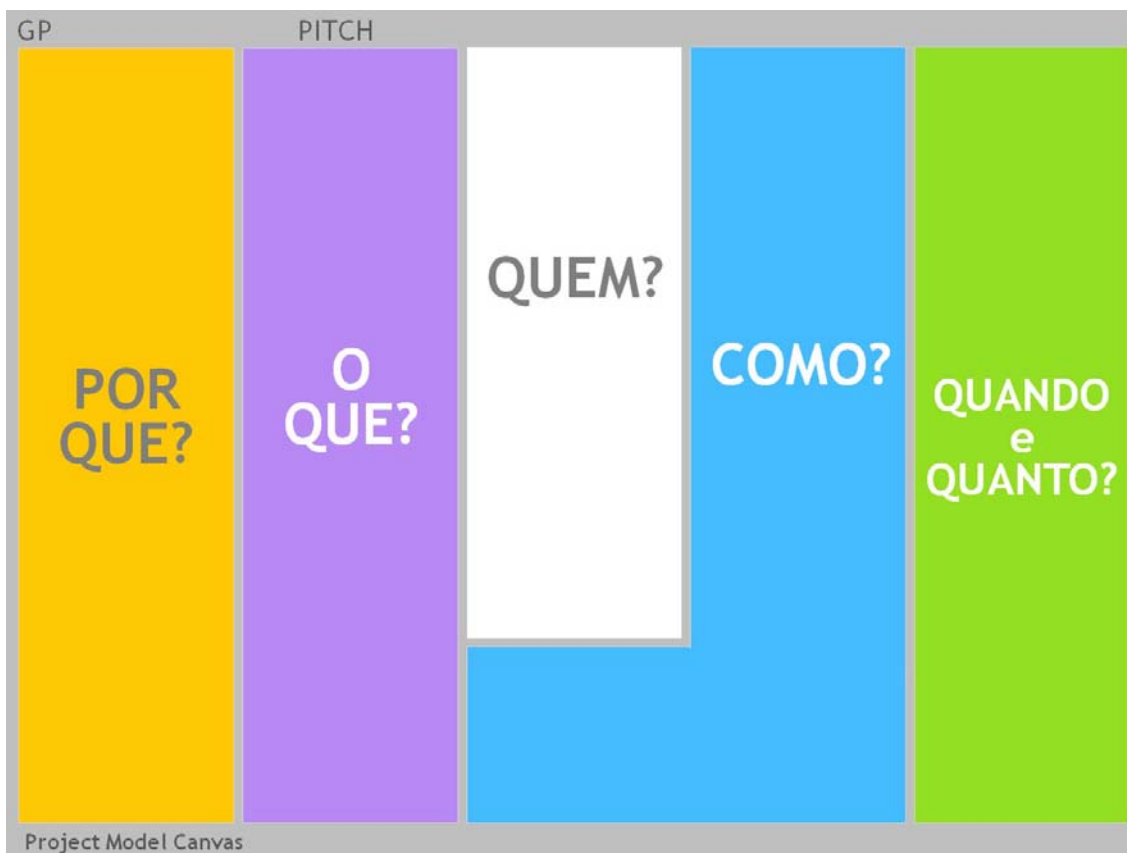 GP
PITCH
POR
QUE?
O
QUE?
QUEM?
COMO?
QUANDO
e
QUANTO?
Project Model Canvas